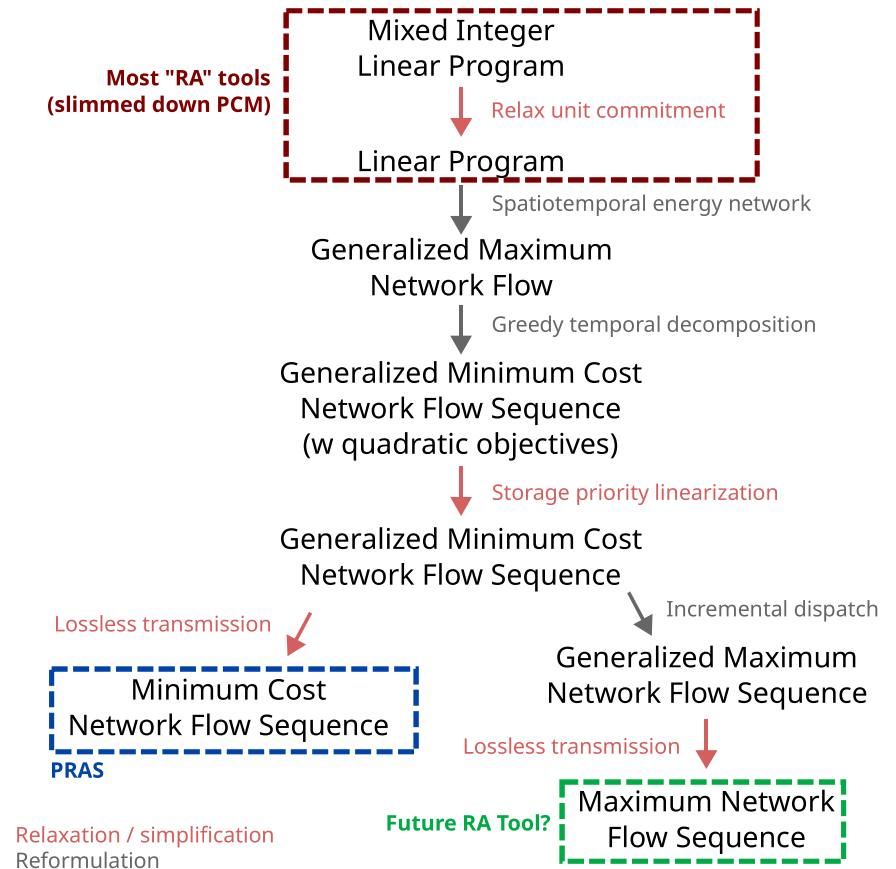 Mixed Integer
Linear Program
Most "RA" tools
(slimmed down PCM)
Relax unit commitment
Linear Program
Spatiotemporal energy network
Generalized Maximum
Network Flow
Greedy temporal decomposition
Generalized Minimum Cost
Network Flow Sequence
(w quadratic objectives)
Storage priority linearization
Generalized Minimum Cost
Network Flow Sequence
Lossless transmission
Incremental dispatch
Minimum Cost
Network Flow Sequence
PRAS
Generalized Maximum
Network Flow Sequence
Lossless transmission
Maximum Network
Flow Sequence
Future RA Tool?
Relaxation / simplification
Reformulation